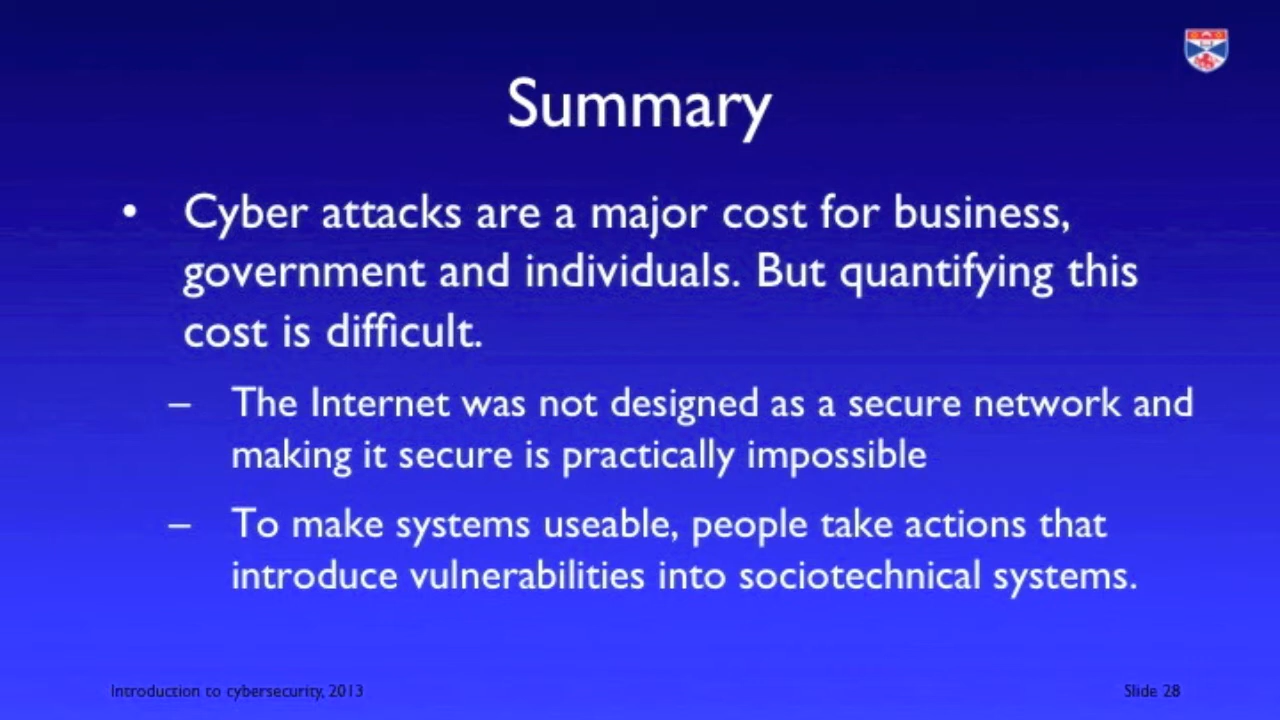 Summary
• Cyber attacks are a major cost for business,
government and individuals. But quantifying this
cost is difficult.
– The Internet was not designed as a secure network and
making it secure is practically impossible
– To make systems useable, people take actions that
introduce vulnerabilities into sociotechnical systems.
Introduction to cybersecurity, 2013
Slide 28